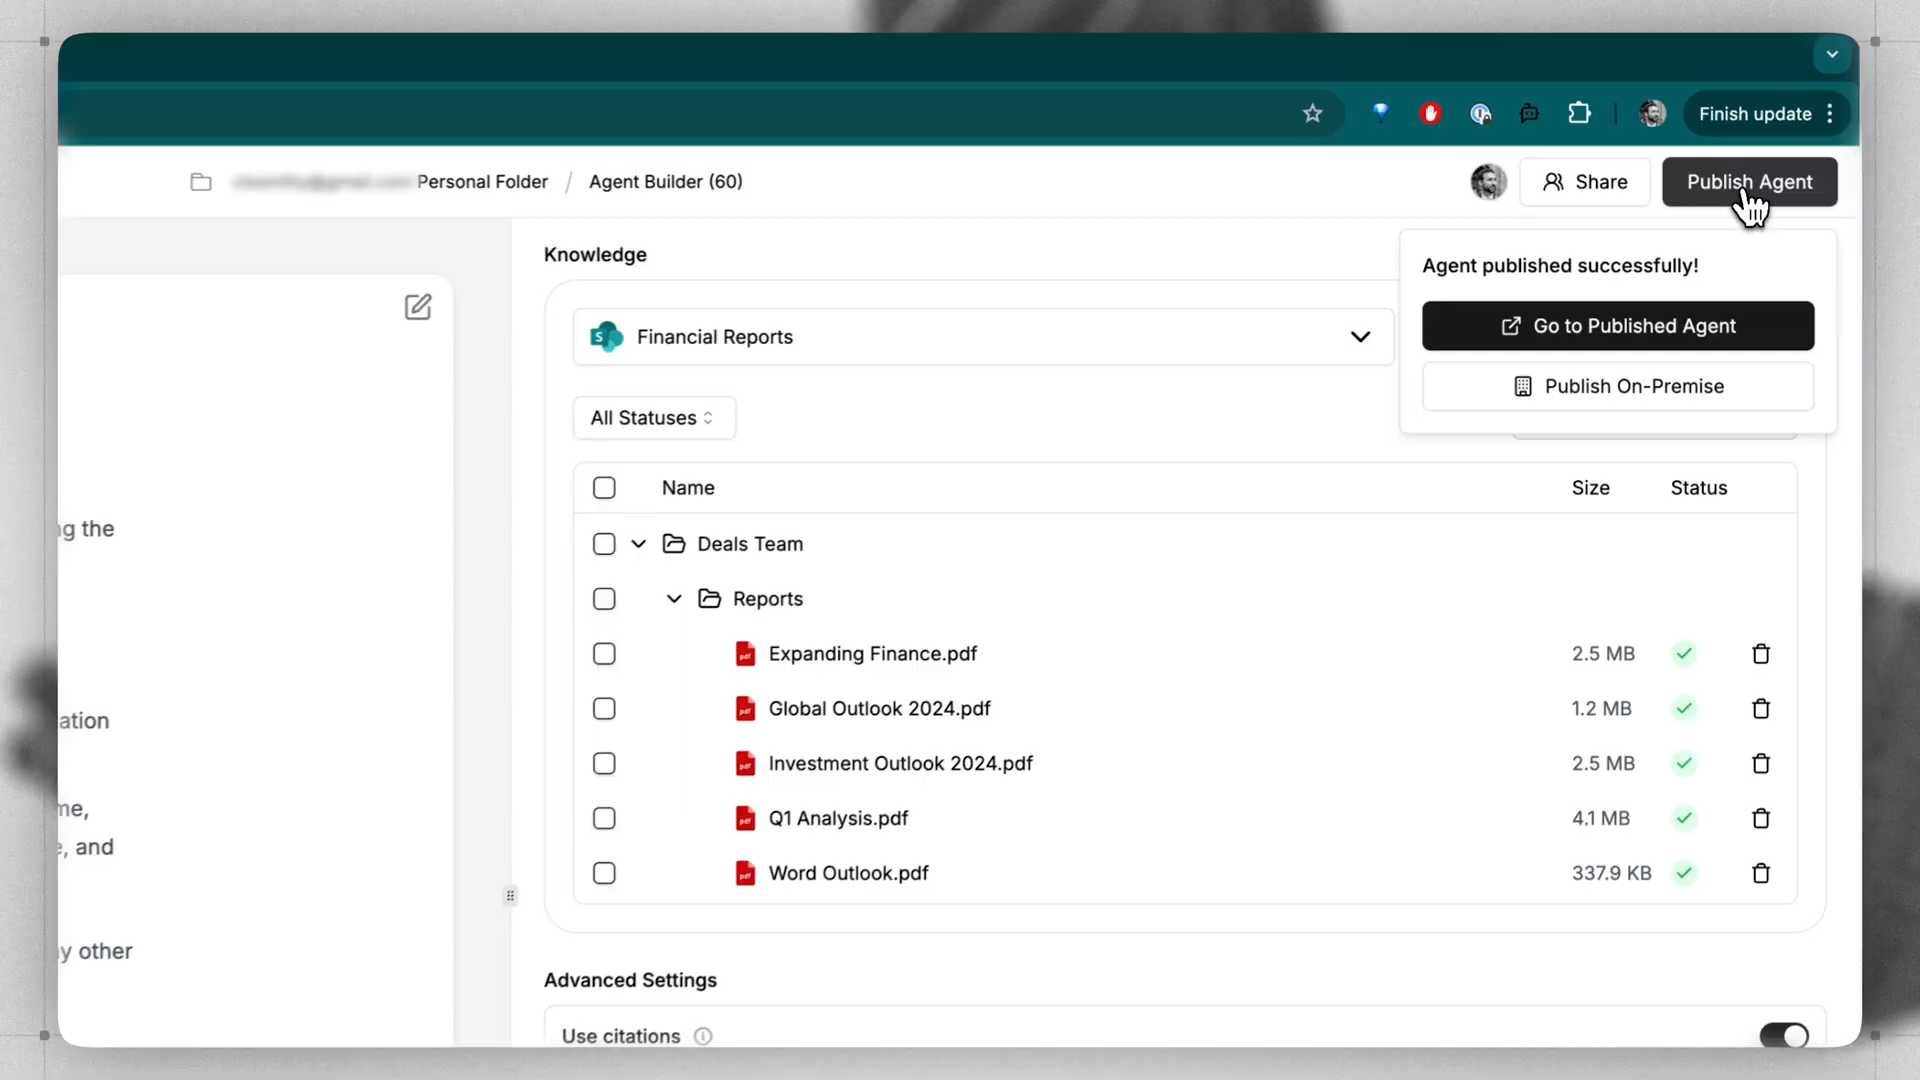 Finish update
Personal Folder / Agent Builder (60)
Share
Publish Agent
Knowledge
Agent published successfully!
Go to Published Agent
Publish On-Premise
Financial Reports
All Statuses
Name Size Status
Deals Team
Reports
Expanding Finance.pdf 2.5 MB
Global Outlook 2024.pdf 1.2 MB
Investment Outlook 2024.pdf 2.5 MB
Q1 Analysis.pdf 4.1 MB
Word Outlook.pdf 337.9 KB
the
ation
me,
, and
y other
Advanced Settings
Use citations